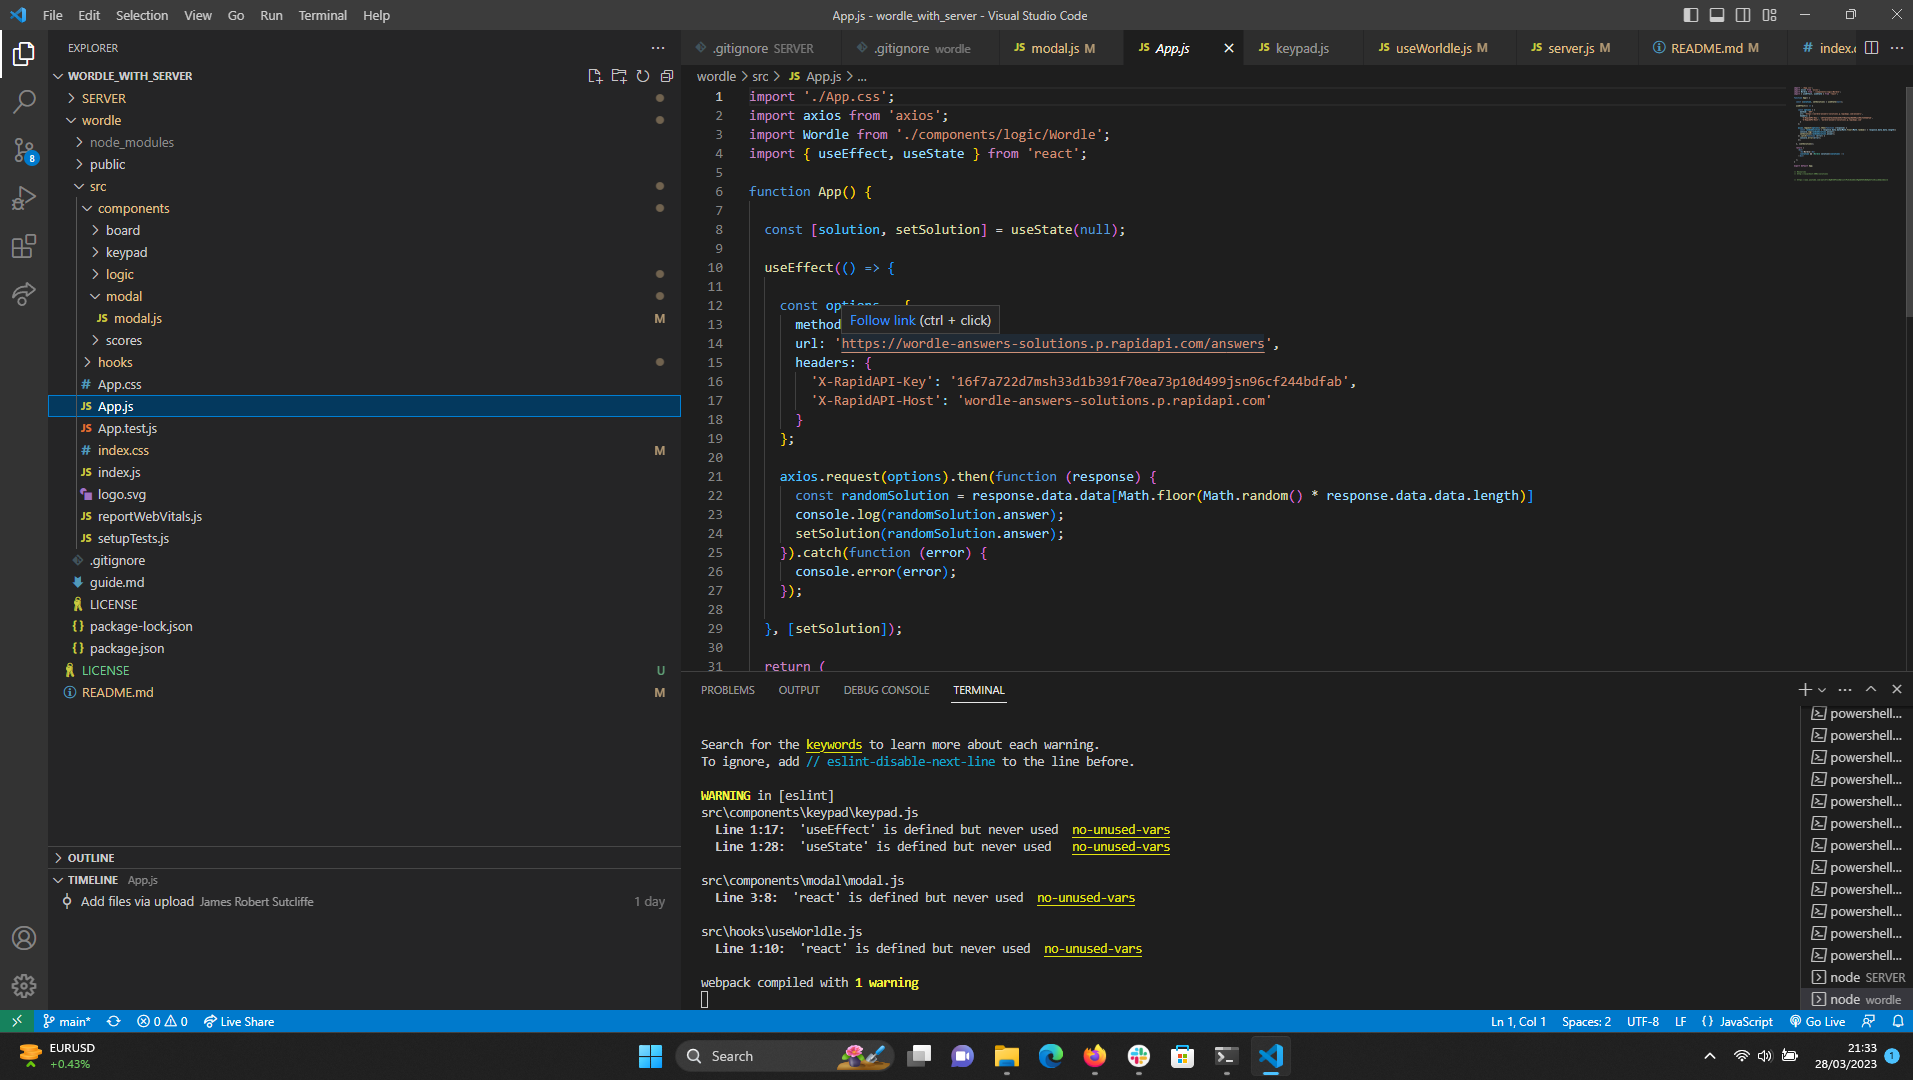 File Edit Selection View Go Run Terminal Help
App.js - wordle_with_server - Visual Studio Code
EXPLORER
WORDLE_WITH_SERVER
SERVER
wordle
node_modules
public
src
components
board
keypad
logic
modal
modal.js M
scores
hooks
# App.css
JS App.js
JS App.test.js
# index.css M
JS index.js
logo.svg
JS reportWebVitals.js
JS setupTests.js
.gitignore
guide.md
LICENSE
{} package-lock.json
{} package.json
LICENSE U
README.md M
OUTLINE
TIMELINE App.js
Add files via upload James Robert Sutcliffe 1 day
8
.gitignore SERVER .gitignore wordle JS modal.js M JS App.js JS keypad.js JS useWorldle.js M JS server.js M README.md M # index.c
wordle > src > JS App.js > ...
1 import './App.css';
2 import axios from 'axios';
3 import Wordle from './components/logic/Wordle';
4 import { useEffect, useState } from 'react';
5
6 function App() {
7
8 const [solution, setSolution] = useState(null);
9
10 useEffect(() => {
11
12 const options = {
Follow link (ctrl + click)
13 method
14 url: 'https://wordle-answers-solutions.p.rapidapi.com/answers',
15 headers: {
16 'X-RapidAPI-Key': '16f7a722d7msh33d1b391f70ea73p10d499jsn96cf244bdfab',
17 'X-RapidAPI-Host': 'wordle-answers-solutions.p.rapidapi.com'
18 }
19 };
20
21 axios.request(options).then(function (response) {
22 const randomSolution = response.data.data[Math.floor(Math.random() * response.data.data.length)]
23 console.log(randomSolution.answer);
24 setSolution(randomSolution.answer);
25 }).catch(function (error) {
26 console.error(error);
27 });
28
29 }, [setSolution]);
30
31 return (
PROBLEMS OUTPUT DEBUG CONSOLE TERMINAL
Search for the keywords to learn more about each warning.
To ignore, add // eslint-disable-next-line to the line before.
WARNING in [eslint]
src\components\keypad\keypad.js
Line 1:17: 'useEffect' is defined but never used no-unused-vars
Line 1:28: 'useState' is defined but never used no-unused-vars
src\components\modal\modal.js
Line 3:8: 'react' is defined but never used no-unused-vars
src\hooks\useWorldle.js
Line 1:10: 'react' is defined but never used no-unused-vars
webpack compiled with 1 warning
powershell...
powershell...
powershell...
powershell...
powershell...
powershell...
powershell...
powershell...
powershell...
powershell...
powershell...
powershell...
node SERVER
node wordle
main* 0 0 Live Share
Ln 1, Col 1 Spaces: 2 UTF-8 LF {} JavaScript Go Live
EURUSD
+0.43%
Search
21:33
28/03/2023
1